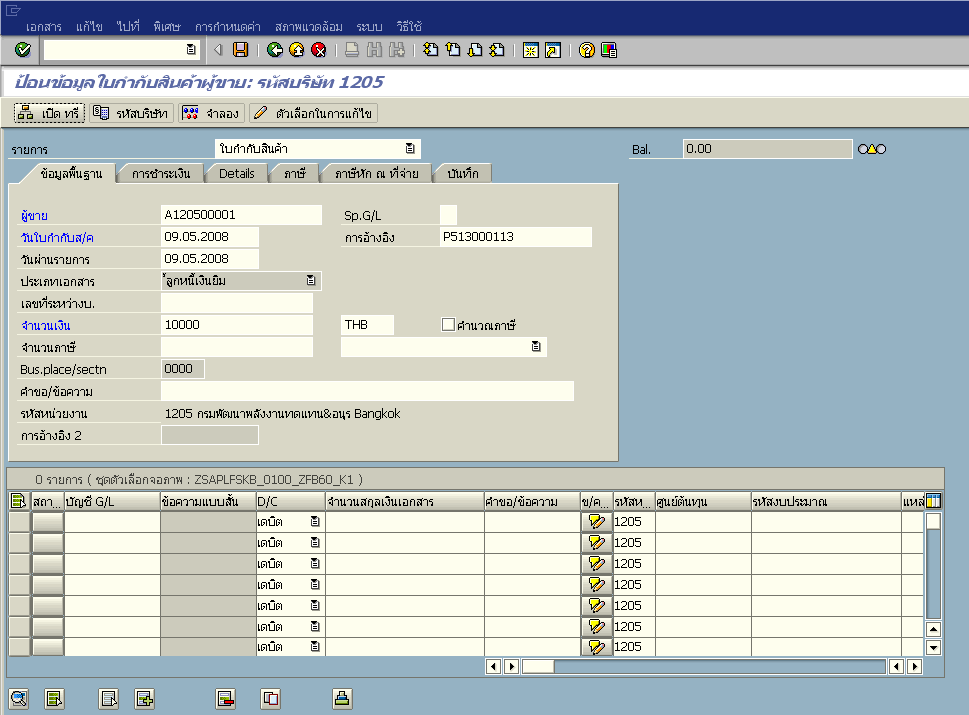 เอกสาร แก้ไข ไปที่ พิเศษ การกำหนดค่า สภาพแวดล้อม ระบบ วิธีใช้
ป้อนข้อมูลใบกำกับสินค้าผู้ขาย: รหัสบริษัท 1205
เปิด ทรี รหัสบริษัท จำลอง ตัวเลือกในการแก้ไข
รายการ ใบกำกับสินค้า Bal. 0.00
ข้อมูลพื้นฐาน การชำระเงิน Details ภาษี ภาษีหัก ณ ที่จ่าย บันทึก
ผู้ขาย A120500001 Sp.G/L
วันใบกำกับส/ค 09.05.2008 การอ้างอิง P513000113
วันผ่านรายการ 09.05.2008
ประเภทเอกสาร ล้ลูกหนี้เงินยืม
เลขที่ระหว่างบ.
จำนวนเงิน 10000 THB คำนวณภาษี
จำนวนภาษี
Bus.place/sectn 0000
คำขอ/ข้อความ
รหัสหน่วยงาน 1205 กรมพัฒนาพลังงานทดแทน&อนุร Bangkok
การอ้างอิง 2
0 รายการ ( ชุดตัวเลือกจอภาพ : ZSAPLFSKB_0100_ZFB60_K1 )
สถา... บัญชี G/L ข้อความแบบสั้น D/C จำนวนสกุลเงินเอกสาร คำขอ/ข้อความ ข/ค... รหัสห... ศูนย์ต้นทุน รหัสงบประมาณ แหล่
เดบิต 1205
เดบิต 1205
เดบิต 1205
เดบิต 1205
เดบิต 1205
เดบิต 1205
เดบิต 1205